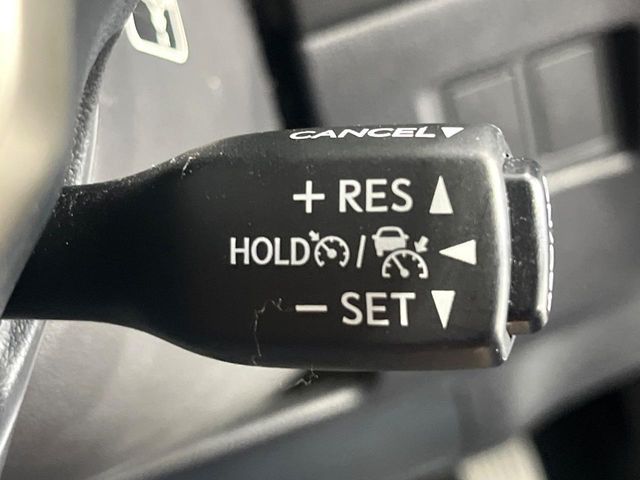 CANCEL
+ RES
HOLD /
− SET